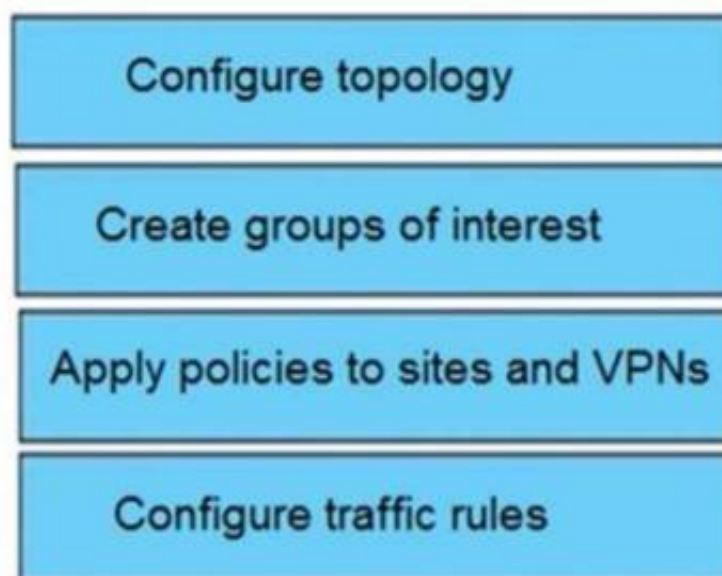 Configure topology
Create groups of interest
Apply policies to sites and VPNs
Configure traffic rules